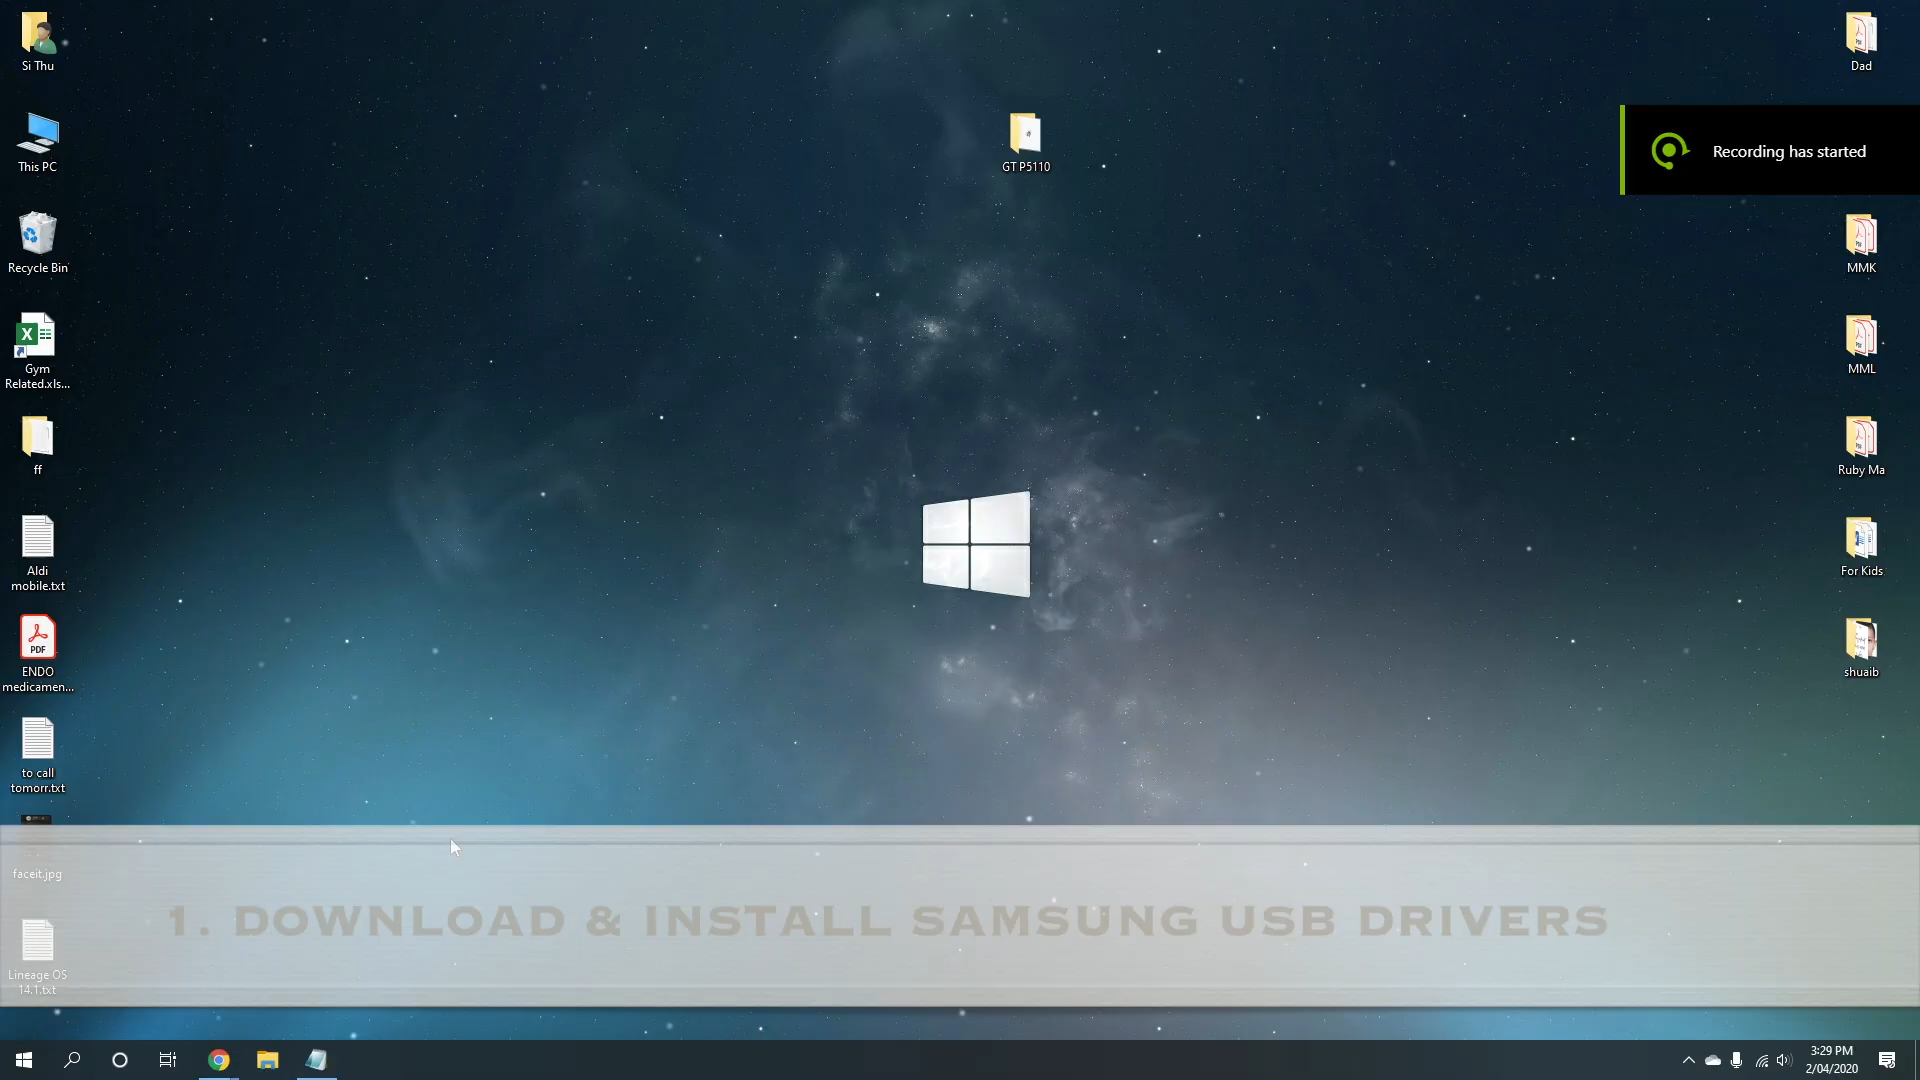 Si Thu
This PC
Recycle Bin
Gym
Related.xls...
ff
Aldi
mobile.txt
PDF
ENDO
medicamen...
to call
tomorr.txt
faceit.jpg
Lineage OS
14.1.txt
GT P5110
Dad
Recording has started
MMK
MML
Ruby Ma
For Kids
shuaib
1. DOWNLOAD & INSTALL SAMSUNG USB DRIVERS
3:29 PM
2/04/2020